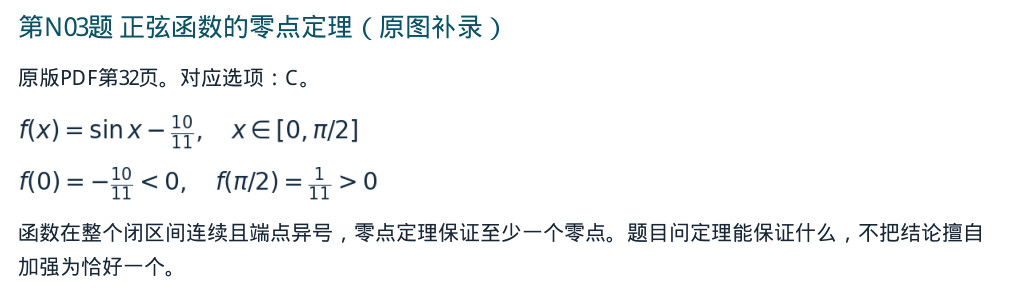 第N03题 正弦函数的零点定理（原图补录）
原版PDF第32页。对应选项：C。
f(x) = sin x − 10/11, x ∈ [0, π/2]
f(0) = −10/11 < 0, f(π/2) = 1/11 > 0
函数在整个闭区间连续且端点异号，零点定理保证至少一个零点。题目问定理能保证什么，不把结论擅自
加强为恰好一个。